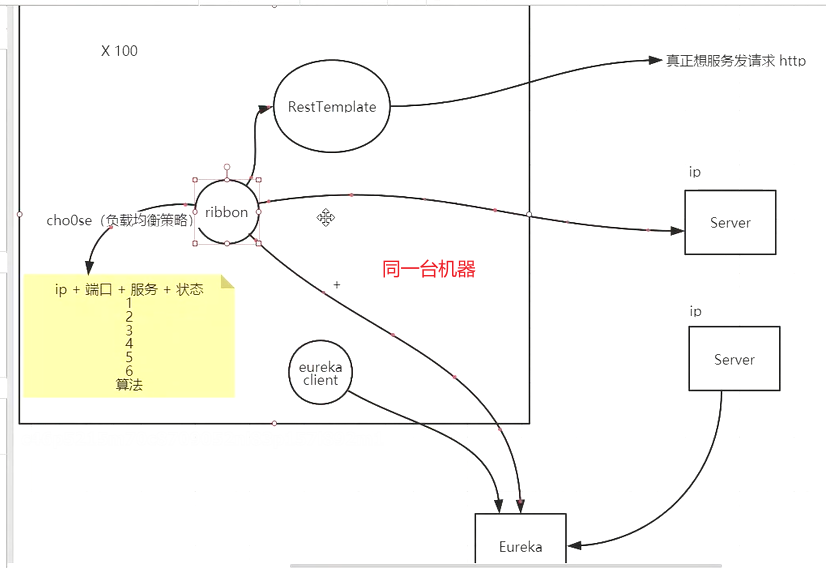 X 100
RestTemplate
真正想服务发请求 http
ip
Server
ribbon
cho0se（负载均衡策略）
同一台机器
ip + 端口 + 服务 + 状态
1
2
3
4
5
6
算法
ip
Server
eureka
client
Eureka